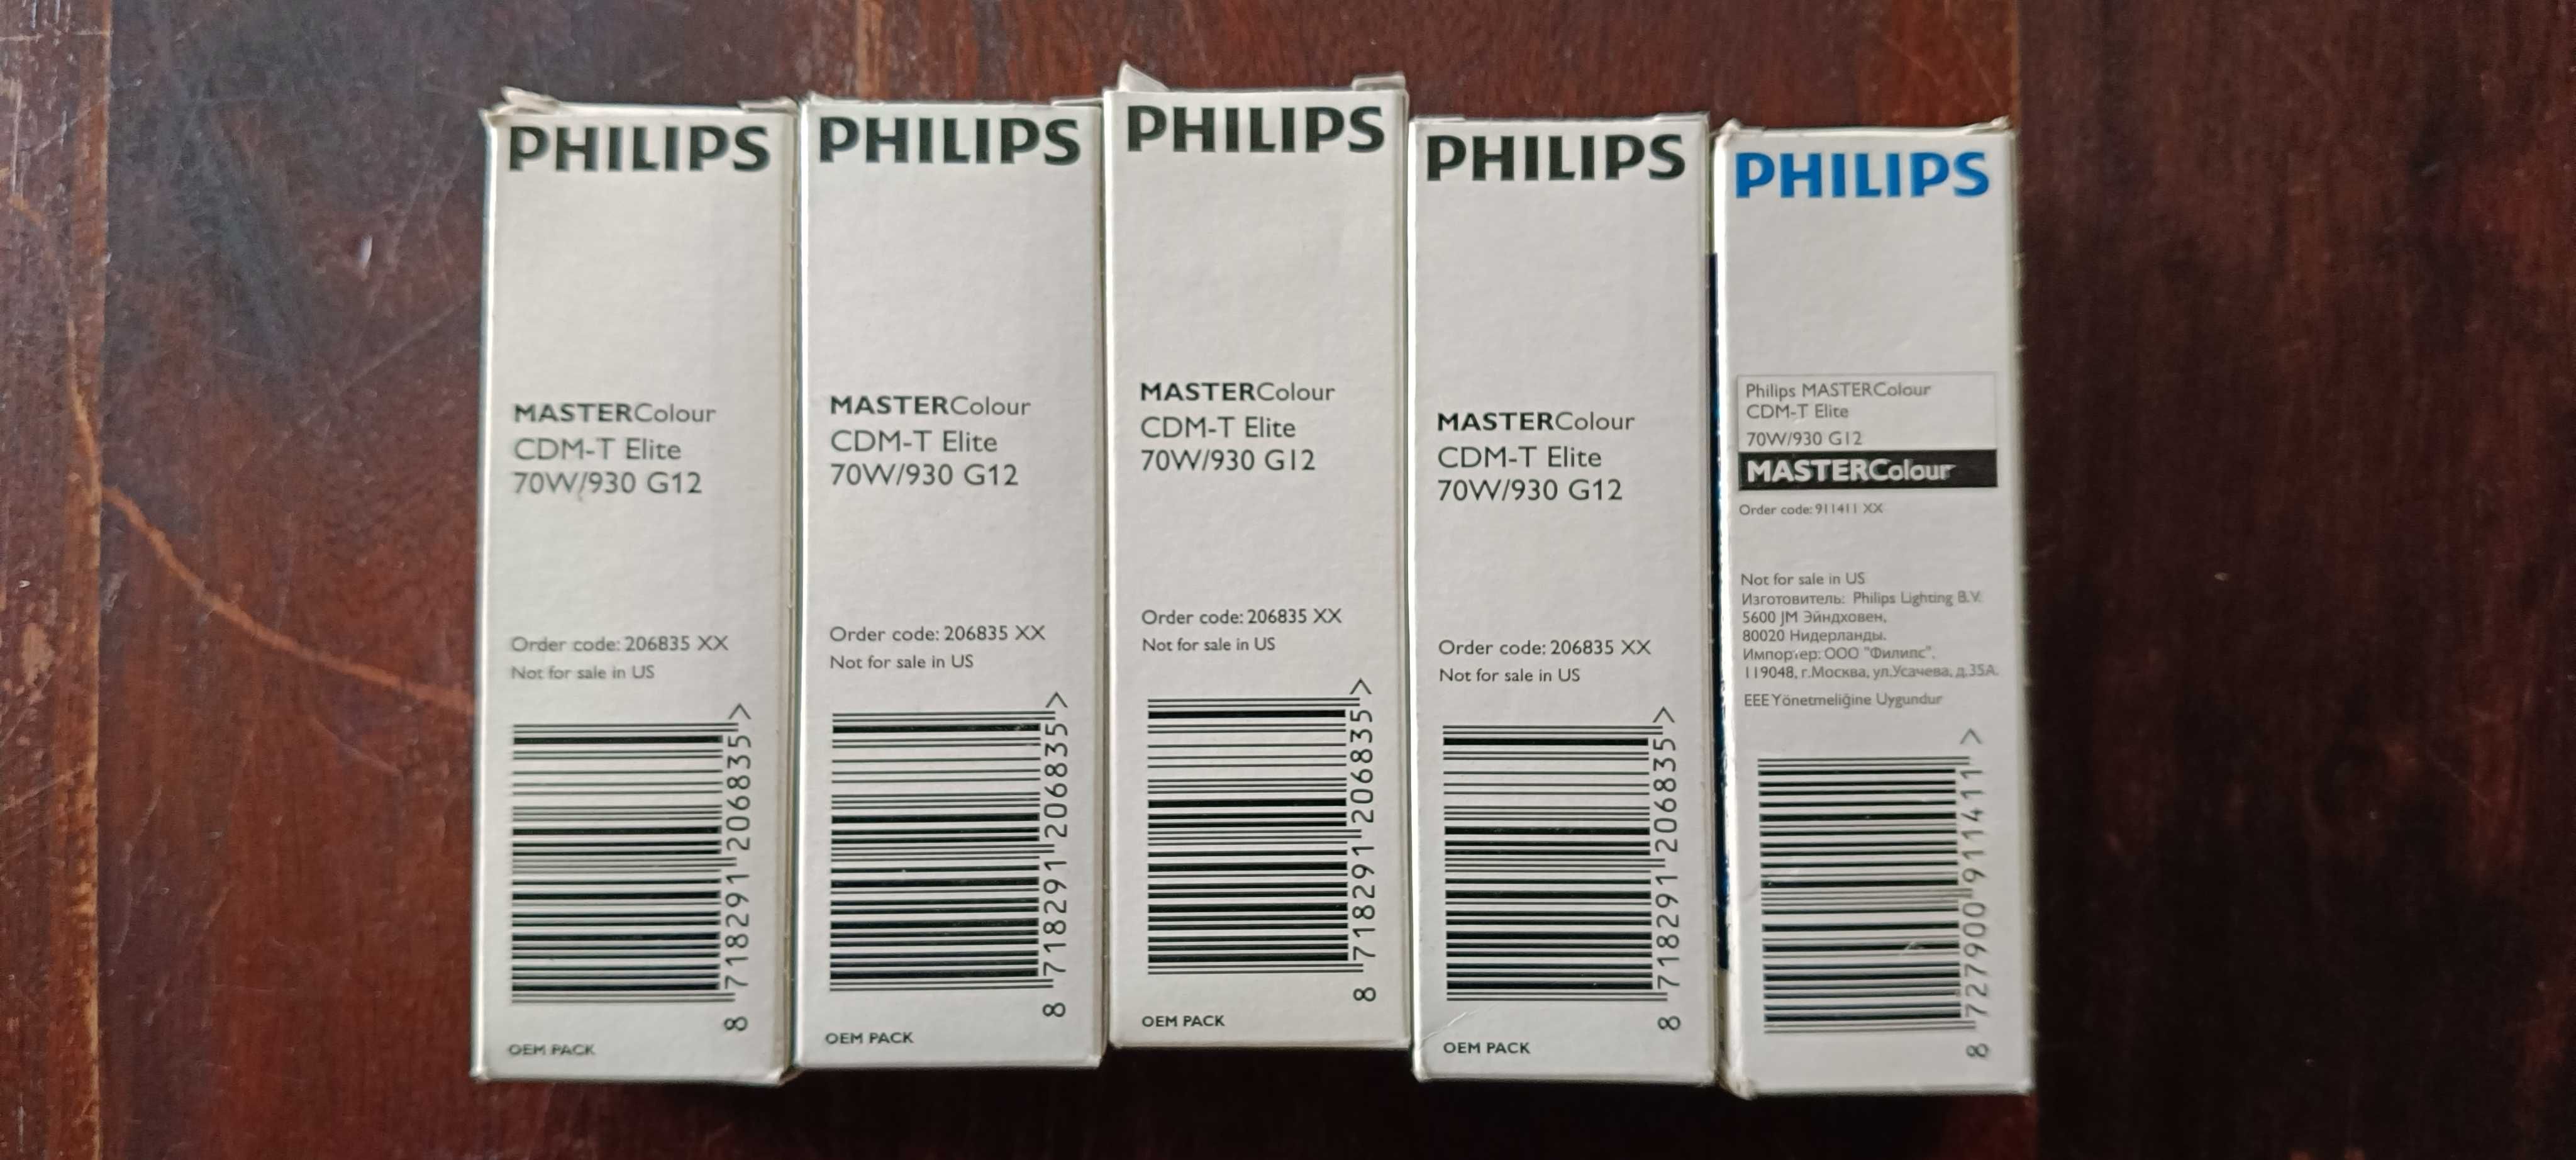 PHILIPS
MASTERColour
CDM-T Elite
70W/930 G12
Order code: 206835 XX
Not for sale in US
8 718291 206835 >
OEM PACK
PHILIPS
MASTERColour
CDM-T Elite
70W/930 G12
Order code: 206835 XX
Not for sale in US
8 718291 206835 >
OEM PACK
PHILIPS
MASTERColour
CDM-T Elite
70W/930 G12
Order code: 206835 XX
Not for sale in US
8 718291 206835 >
OEM PACK
PHILIPS
MASTERColour
CDM-T Elite
70W/930 G12
Order code: 206835 XX
Not for sale in US
8 718291 206835 >
OEM PACK
PHILIPS
Philips MASTERColour
CDM-T Elite
70W/930 G12
MASTERColour
Order code: 911411 XX
Not for sale in US
Изготовитель: Philips Lighting B.V.
5600 JM Эйндховен,
80020 Нидерланды.
Импортер: ООО "Филипс",
119048, г.Москва, ул.Усачева, д.35А.
EEE Yönetmeliğine Uygundur
8 727900 911411 >